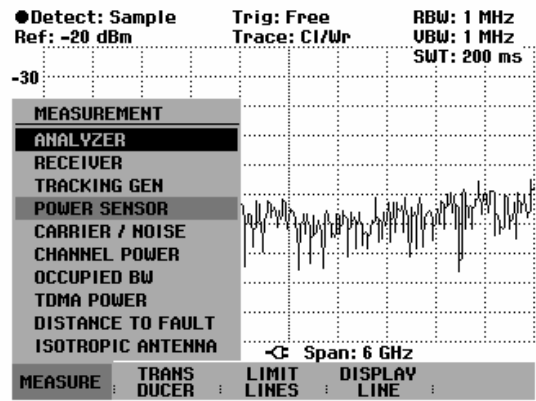 Detect: Sample Trig: Free RBW: 1 MHz
Ref: -20 dBm Trace: Cl/Wr VBW: 1 MHz
SWT: 200 ms
-30
MEASUREMENT
ANALYZER
RECEIVER
TRACKING GEN
POWER SENSOR
CARRIER / NOISE
CHANNEL POWER
OCCUPIED BW
TDMA POWER
DISTANCE TO FAULT
ISOTROPIC ANTENNA
Span: 6 GHz
MEASURE TRANS LIMIT DISPLAY
DUCER LINES LINE